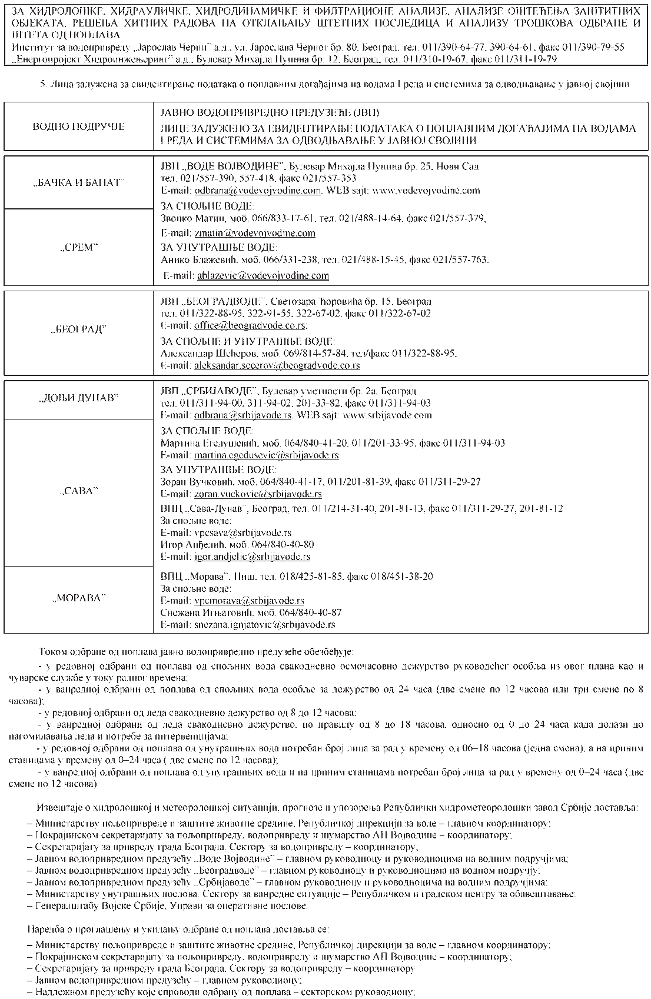 ЗА ХИДРОЛОШКЕ, ХИДРАУЛИЧКЕ, ХИДРОДИНАМИЧКЕ И ФИЛТРАЦИОНЕ АНАЛИЗЕ, АНАЛИЗЕ ОШТЕЋЕЊА ЗАШТИТНИХ
ОБЈЕКАТА, РЕШЕЊА ХИТНИХ РАДОВА НА ОТКЛАЊАЊУ ШТЕТНИХ ПОСЛЕДИЦА И АНАЛИЗУ ТРОШКОВА ОДБРАНЕ И
ШТЕТА ОД ПОПЛАВА
Институт за водопривреду „Јарослав Черни” а.д., ул. Јарослава Черног бр. 80, Београд, тел. 011/390-64-77, 390-64-61, факс 011/390-79-55
„Енергопројект Хидроинжењеринг” а.д., Булевар Михајла Пупина бр. 12, Београд, тел. 011/310-19-67, факс 011/311-19-79
5. Лица задужена за евидентирање података о поплавним догађајима на водама I реда и системима за одводњавање у јавној својини
ВОДНО ПОДРУЧЈЕ
ЈАВНО ВОДОПРИВРЕДНО ПРЕДУЗЕЋЕ (ЈВП)
ЛИЦЕ ЗАДУЖЕНО ЗА ЕВИДЕНТИРАЊЕ ПОДАТАКА О ПОПЛАВНИМ ДОГАЂАЈИМА НА ВОДАМА
I РЕДА И СИСТЕМИМА ЗА ОДВОДЊАВАЊЕ У ЈАВНОЈ СВОЈИНИ
„БАЧКА И БАНАТ”
ЈВП „ВОДЕ ВОЈВОДИНЕ”, Булевар Михајла Пупина бр. 25, Нови Сад
тел. 021/557-390, 557-418, факс 021/557-353
E-mail: odbrana@vodevojvodine.com, WEB sajt: www.vodevojvodine.com
ЗА СПОЉНЕ ВОДЕ:
Звонко Матин, моб. 066/833-17-61, тел. 021/488-14-64, факс 021/557-379,
E-mail: zmatin@vodevojvodine.com
„СРЕМ”
ЗА УНУТРАШЊЕ ВОДЕ:
Анико Блажевић, моб. 066/331-238, тел. 021/488-15-45, факс 021/557-763,
E-mail: ablazevic@vodevojvodine.com
„БЕОГРАД”
ЈВП „БЕОГРАДВОДЕ”, Светозара Ћоровића бр. 15, Београд
тел. 011/322-88-95, 322-91-55, 322-67-02, факс 011/322-67-02
E-mail: office@beogradvode.co.rs;
ЗА СПОЉНЕ И УНУТРАШЊЕ ВОДЕ:
Александар Шећеров, моб. 069/814-57-84, тел/факс 011/322-88-95,
E-mail: aleksandar.secerov@beogradvode.co.rs
„ДОЊИ ДУНАВ”
ЈВП „СРБИЈАВОДЕ”, Булевар уметности бр. 2а, Београд
тел. 011/311-94-00, 311-94-02, 201-33-82, факс 011/311-94-03
E-mail: odbrana@srbijavode.rs, WEB sajt: www.srbijavode.com
ЗА СПОЉНЕ ВОДЕ:
Мартина Егедушевић, моб. 064/840-41-20, 011/201-33-95, факс 011/311-94-03
E-mail: martina.egedusevic@srbijavode.rs
ЗА УНУТРАШЊЕ ВОДЕ:
Зоран Вучковић, моб. 064/840-41-17, 011/201-81-39, факс 011/311-29-27
„САВА”
E-mail: zoran.vuckovic@srbijavode.rs
ВПЦ „Сава-Дунав”, Београд, тел. 011/214-31-40, 201-81-13, факс 011/311-29-27, 201-81-12
За спољне воде:
E-mail: vpcsava@srbijavode.rs
Игор Анђелић, моб. 064/840-40-80
E-mail: igor.andjelic@srbijavode.rs
„МОРАВА”
ВПЦ „Морава”, Ниш, тел. 018/425-81-85, факс 018/451-38-20
За спољне воде:
E-mail: vpcmorava@srbijavode.rs
Снежана Игњатовић, моб. 064/840-40-87
E-mail: snezana.ignjatovic@srbijavode.rs
Током одбране од поплава јавно водопривредно предузеће обезбеђује:
- у редовној одбрани од поплава од спољних вода свакодневно осмочасовно дежурство руководећег особља из овог плана као и
чуварске службе у току радног времена;
- у ванредној одбрани од поплава од спољних вода особље за дежурство од 24 часа (две смене по 12 часова или три смене по 8
часова);
- у редовној одбрани од леда свакодневно дежурство од 8 до 12 часова;
- у ванредној одбрани од леда свакодневно дежурство, по правилу од 8 до 18 часова, односно од 0 до 24 часа када долази до
нагомилавања леда и потребе за интервенцијама;
- у редовној одбрани од поплава од унутрашњих вода потребан број лица за рад у времену од 06–18 часова (једна смена), а на црпним
станицама у времену од 0–24 часа ( две смене по 12 часова);
- у ванредној одбрани од поплава од унутрашњих вода и на црпним станицама потребан број лица за рад у времену од 0–24 часа (две
смене по 12 часова).
Извештаје о хидролошкој и метеоролошкој ситуацији, прогнозе и упозорења Републички хидрометеоролошки завод Србије доставља:
– Министарству пољопривреде и заштите животне средине, Републичкој дирекцији за воде – главном координатору;
– Покрајинском секретаријату за пољопривреду, водопривреду и шумарство АП Војводине – координатору;
– Секретаријату за привреду града Београда, Сектору за водопривреду – координатору;
– Јавном водопривредном предузећу „Воде Војводине” – главном руководиоцу и руководиоцима на водним подручјима;
– Јавном водопривредном предузећу „Београдводе” – главном руководиоцу и руководиоцима на водном подручју;
– Јавном водопривредном предузећу „Србијаводе” – главном руководиоцу и руководиоцима на водним подручјима;
– Министарству унутрашњих послова, Сектору за ванредне ситуације – Републичком и градском центру за обавештавање;
– Генералштабу Војске Србије, Управи за оперативне послове.
Наредба о проглашењу и укидању одбране од поплава доставља се:
– Министарству пољопривреде и заштите животне средине, Републичкој дирекцији за воде – главном координатору;
– Покрајинском секретаријату за пољопривреду, водопривреду и шумарство АП Војводине – координатору;
– Секретаријату за привреду града Београда, Сектору за водопривреду – координатору
– Јавном водопривредном предузећу – главном руководиоцу;
– Надлежном предузећу које спроводи одбрану од поплава – секторском руководиоцу;